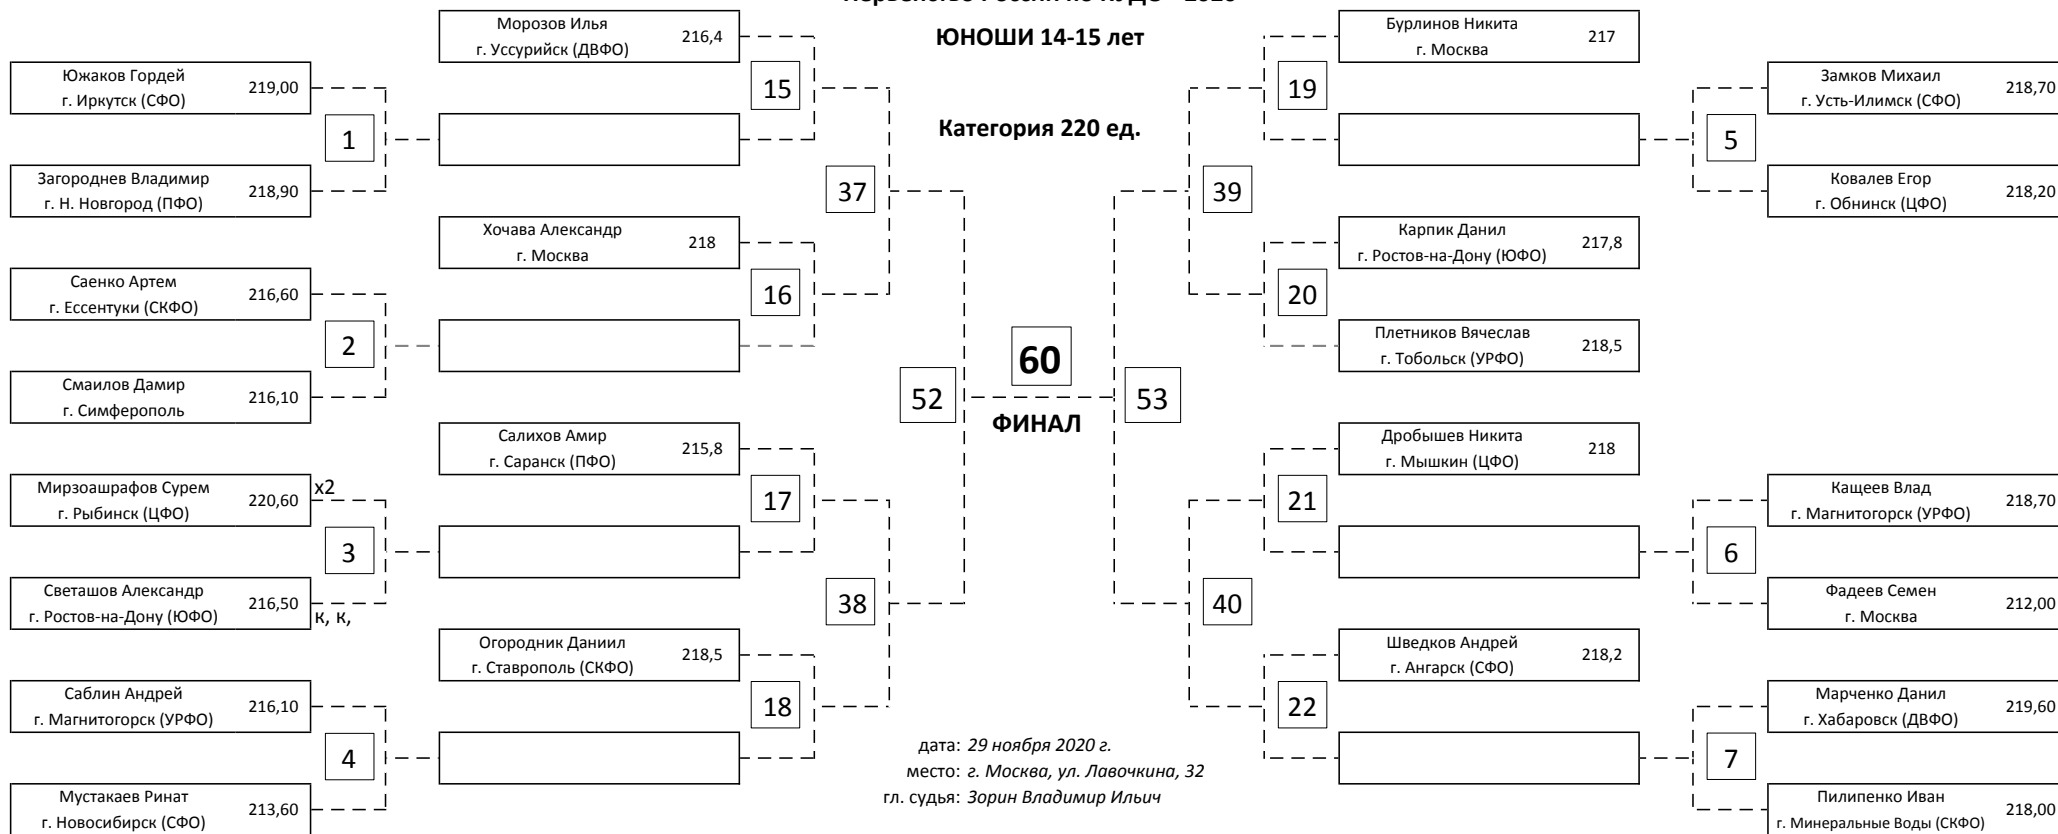 ЮНОШИ 14-15 лет
Категория 220 ед.
Южаков Гордей
г. Иркутск (СФО)
219,00
1
Загороднев Владимир
г. Н. Новгород (ПФО)
218,90
Саенко Артем
г. Ессентуки (СКФО)
216,60
2
Смаилов Дамир
г. Симферополь
216,10
Мирзоашрафов Сурем
г. Рыбинск (ЦФО)
220,60
x2
3
Светашов Александр
г. Ростов-на-Дону (ЮФО)
216,50
к, к,
Саблин Андрей
г. Магнитогорск (УРФО)
216,10
4
Мустакаев Ринат
г. Новосибирск (СФО)
213,60
Морозов Илья
г. Уссурийск (ДВФО)
216,4
15
Хочава Александр
г. Москва
218
16
Салихов Амир
г. Саранск (ПФО)
215,8
17
Огородник Даниил
г. Ставрополь (СКФО)
218,5
18
37
38
52
60
ФИНАЛ
53
39
40
19
Бурлинов Никита
г. Москва
217
20
Карпик Данил
г. Ростов-на-Дону (ЮФО)
217,8
Плетников Вячеслав
г. Тобольск (УРФО)
218,5
21
Дробышев Никита
г. Мышкин (ЦФО)
218
22
Шведков Андрей
г. Ангарск (СФО)
218,2
Замков Михаил
г. Усть-Илимск (СФО)
218,70
5
Ковалев Егор
г. Обнинск (ЦФО)
218,20
Кащеев Влад
г. Магнитогорск (УРФО)
218,70
6
Фадеев Семен
г. Москва
212,00
Марченко Данил
г. Хабаровск (ДВФО)
219,60
7
Пилипенко Иван
г. Минеральные Воды (СКФО)
218,00
дата: 29 ноября 2020 г.
место: г. Москва, ул. Лавочкина, 32
гл. судья: Зорин Владимир Ильич